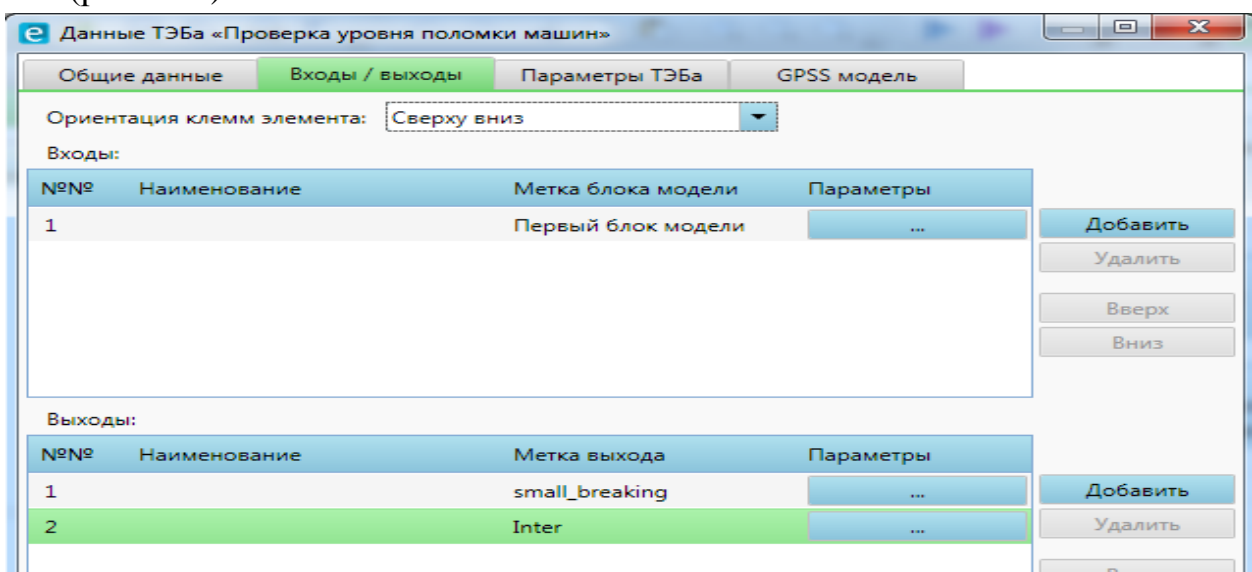 Данные ТЭБа «Проверка уровня поломки машин»
Общие данные Входы / выходы Параметры ТЭБа GPSS модель
Ориентация клемм элемента: Сверху вниз
Входы:
№№ Наименование Метка блока модели Параметры
1 Первый блок модели ... Добавить
Удалить
Вверх
Вниз
Выходы:
№№ Наименование Метка выхода Параметры
1 small_breaking ... Добавить
2 Inter ... Удалить